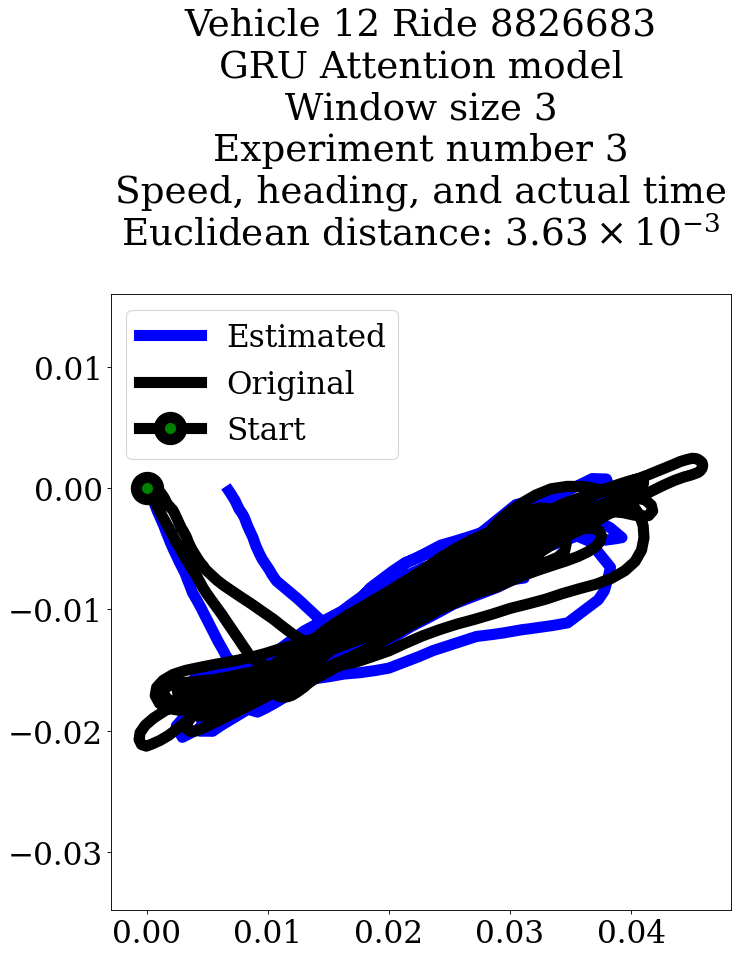 Vehicle 12 Ride 8826683
GRU Attention model
Window size 3
Experiment number 3
Speed, heading, and actual time
Euclidean distance: $3.63 \times 10^{-3}$
Estimated
Original
Start
0.01
0.00
−0.01
−0.02
−0.03
0.00 0.01 0.02 0.03 0.04